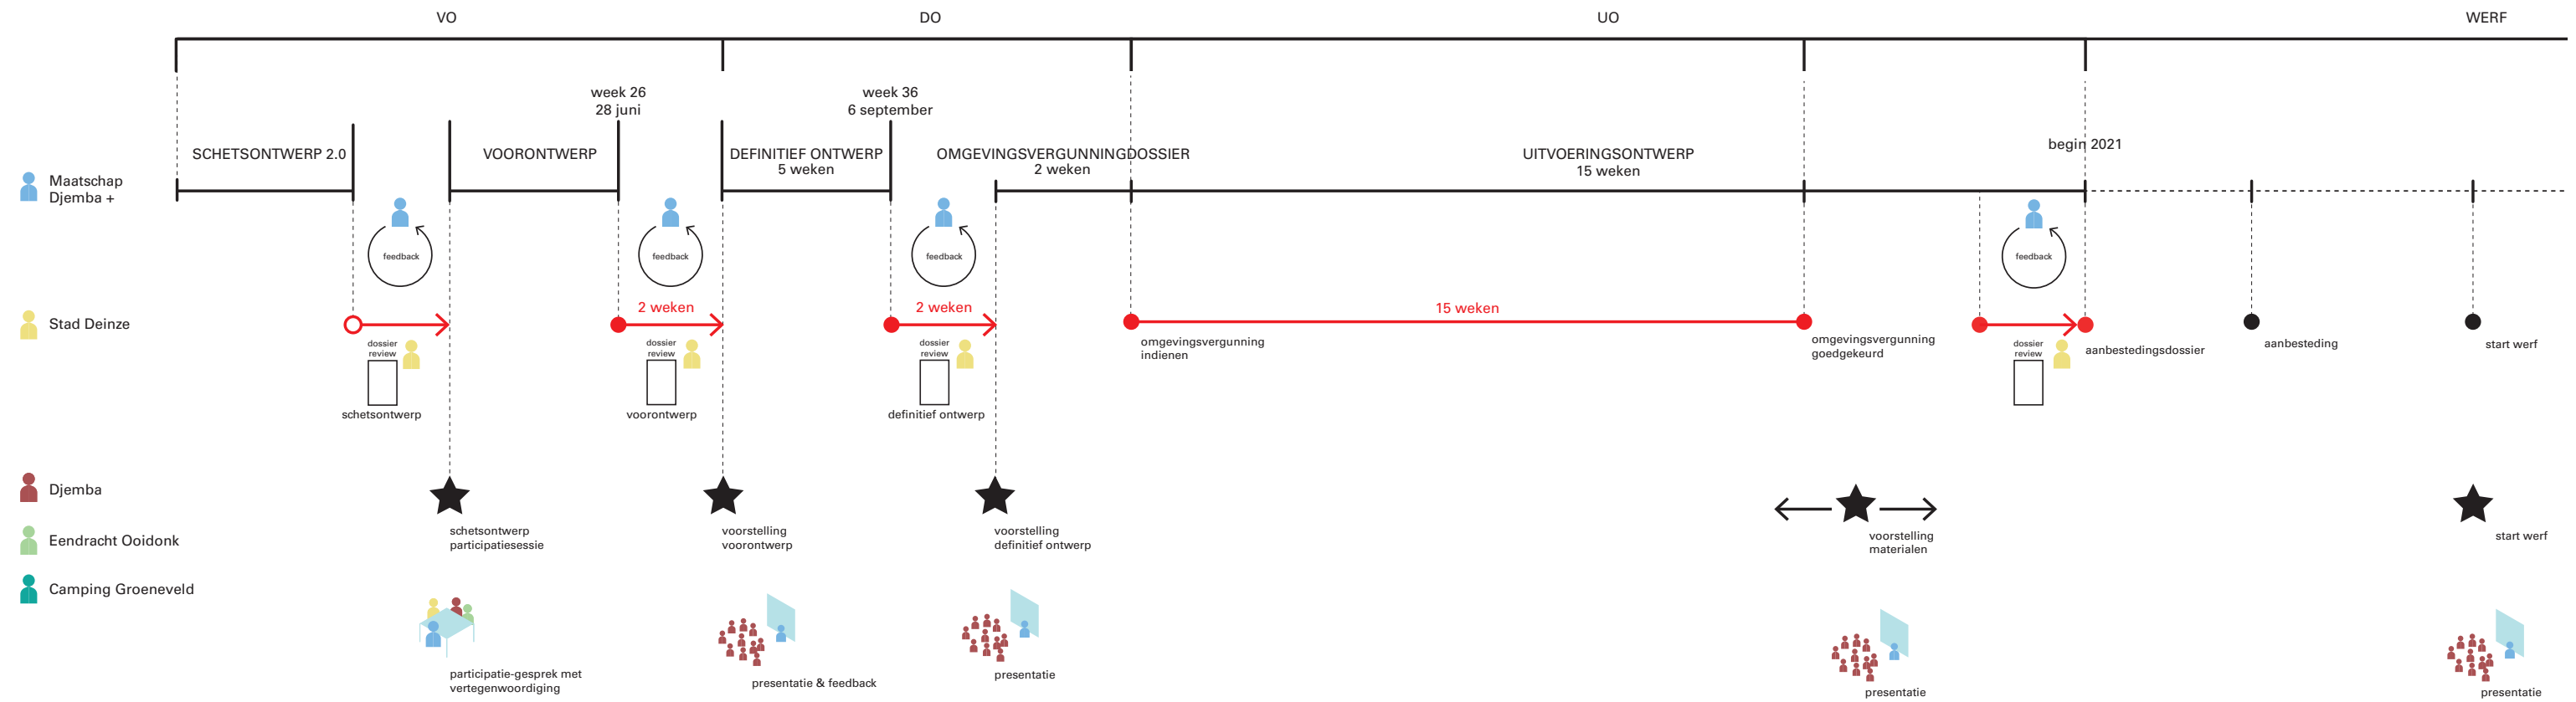 VO
DO
UO
WERF
week 26
28 juni
week 36
6 september
begin 2021
SCHETSONTWERP 2.0
VOORONTWERP
DEFINITIEF ONTWERP
5 weken
OMGEVINGSVERGUNNINGDOSSIER
2 weken
UITVOERINGSONTWERP
15 weken
Maatschap
Djemba +
feedback
feedback
feedback
feedback
Stad Deinze
2 weken
2 weken
15 weken
dossier
review
schetsontwerp
dossier
review
voorontwerp
dossier
review
definitief ontwerp
omgevingsvergunning
indienen
omgevingsvergunning
goedgekeurd
dossier
review
aanbestedingsdossier
aanbesteding
start werf
Djemba
Eendracht Ooidonk
Camping Groeneveld
schetsontwerp
participatiesessie
voorstelling
voorontwerp
voorstelling
definitief ontwerp
voorstelling
materialen
start werf
participatie-gesprek met
vertegenwoordiging
presentatie & feedback
presentatie
presentatie
presentatie